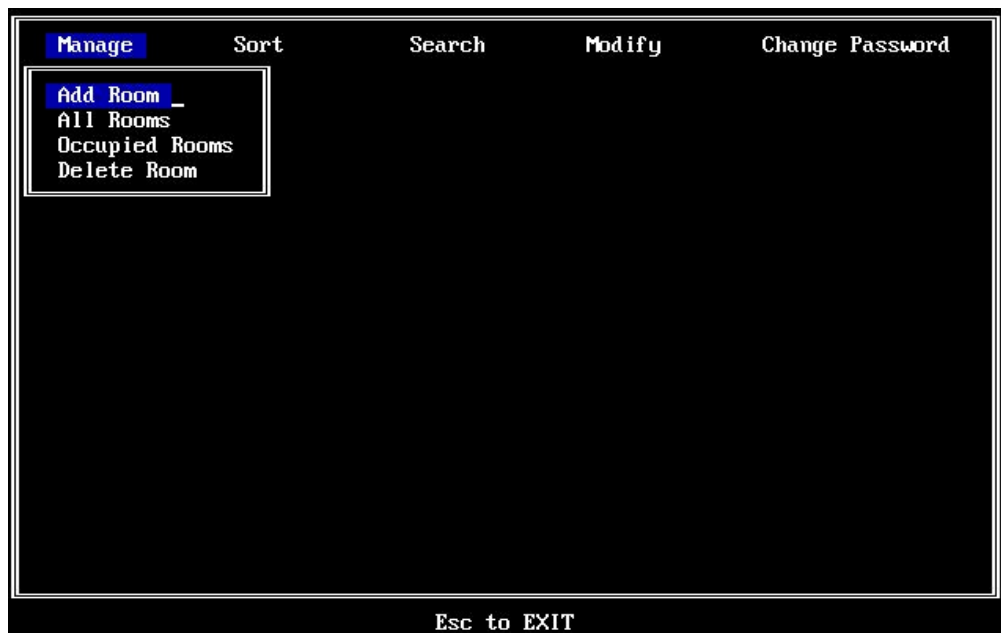 Manage Sort Search Modify Change Password
Add Room _
All Rooms
Occupied Rooms
Delete Room
Esc to EXIT